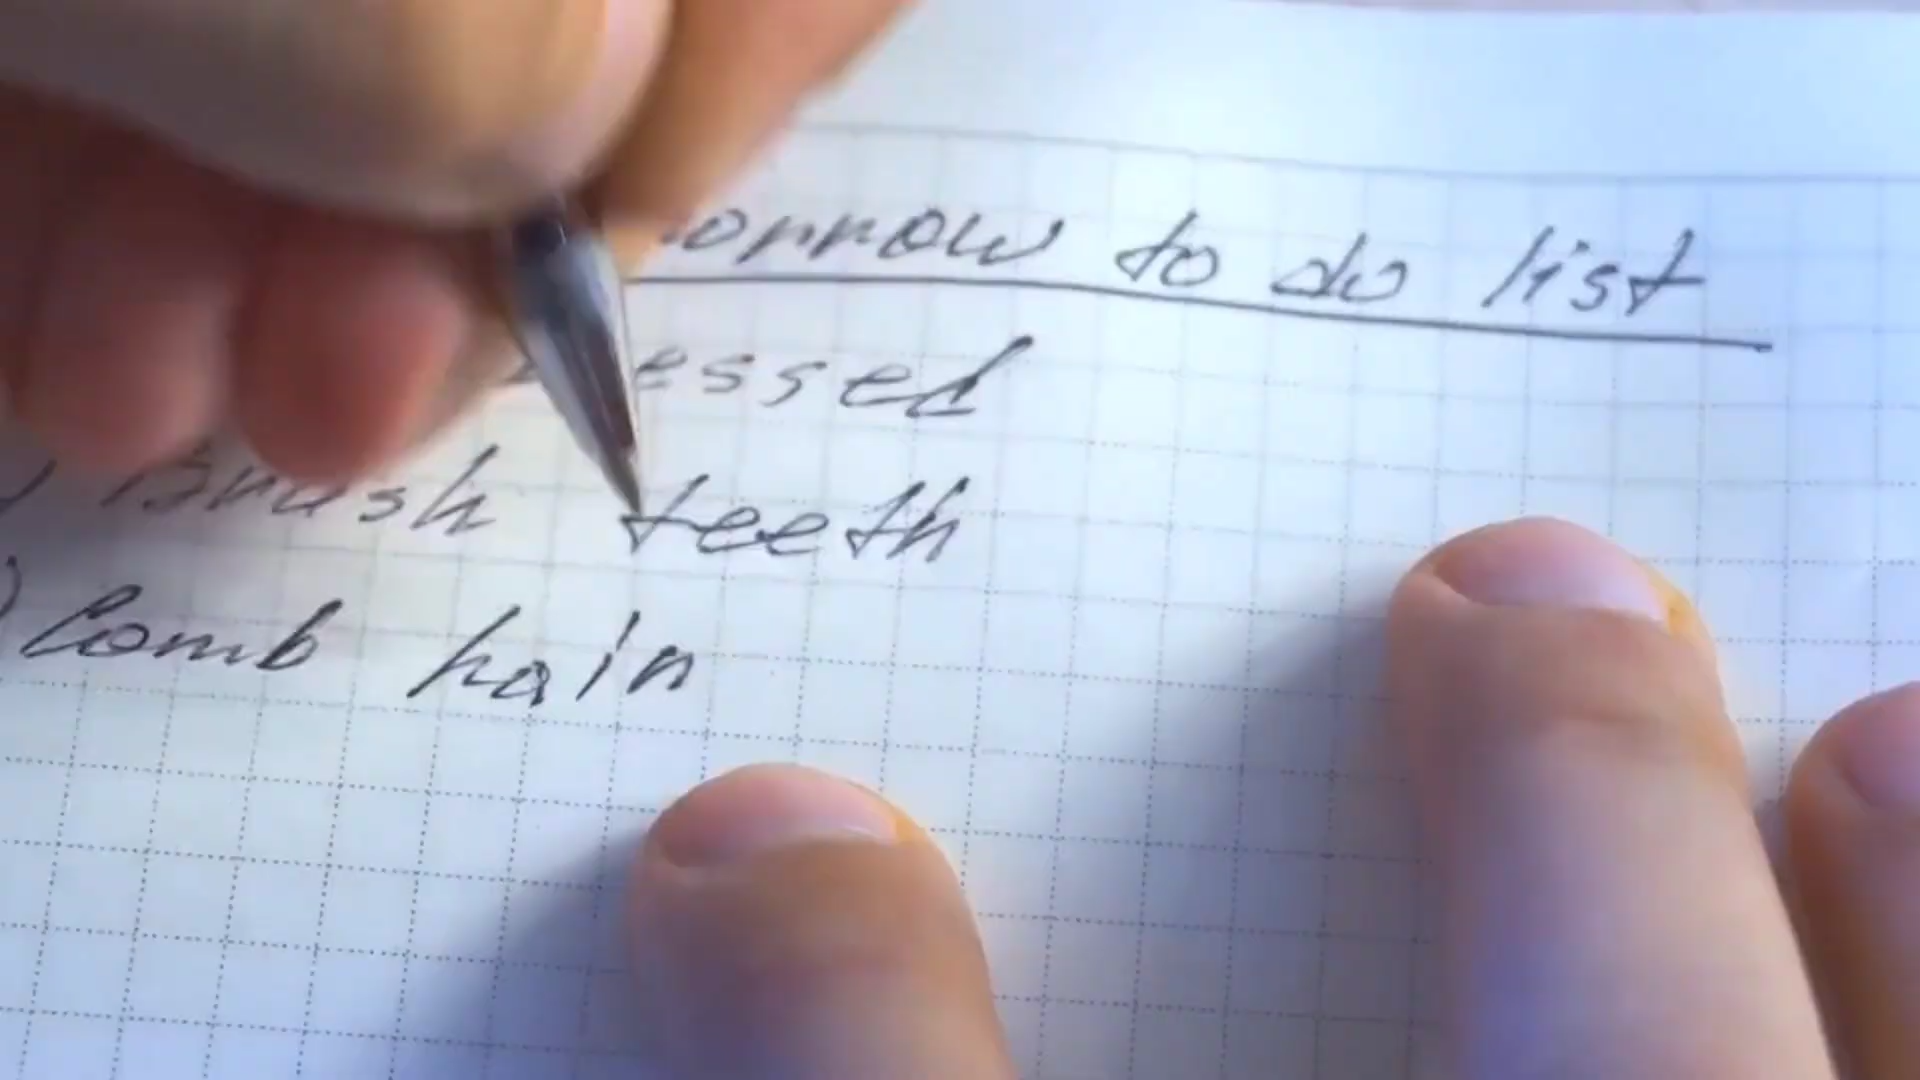 orrow to do list
essed
Brush teeth
) Comb hair